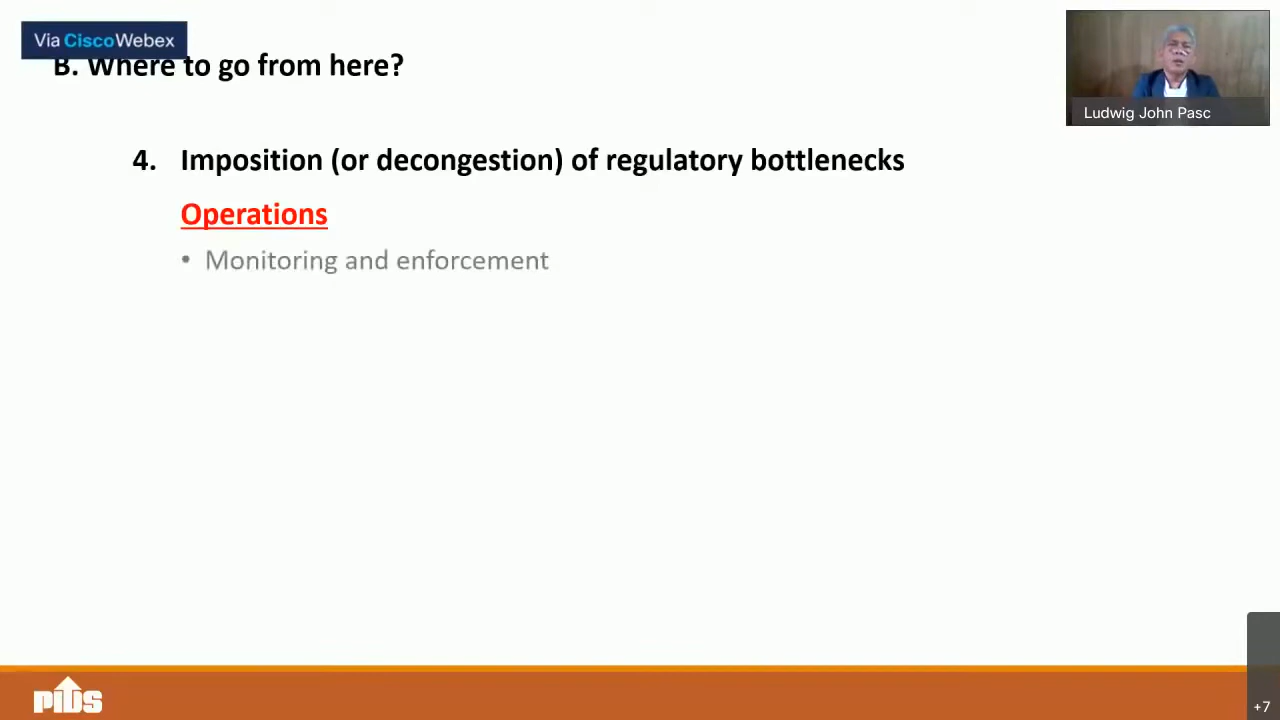 Via CiscoWebex
B. Where to go from here?
Ludwig John Pasc
4. Imposition (or decongestion) of regulatory bottlenecks
Operations
• Monitoring and enforcement
PIDS
+7